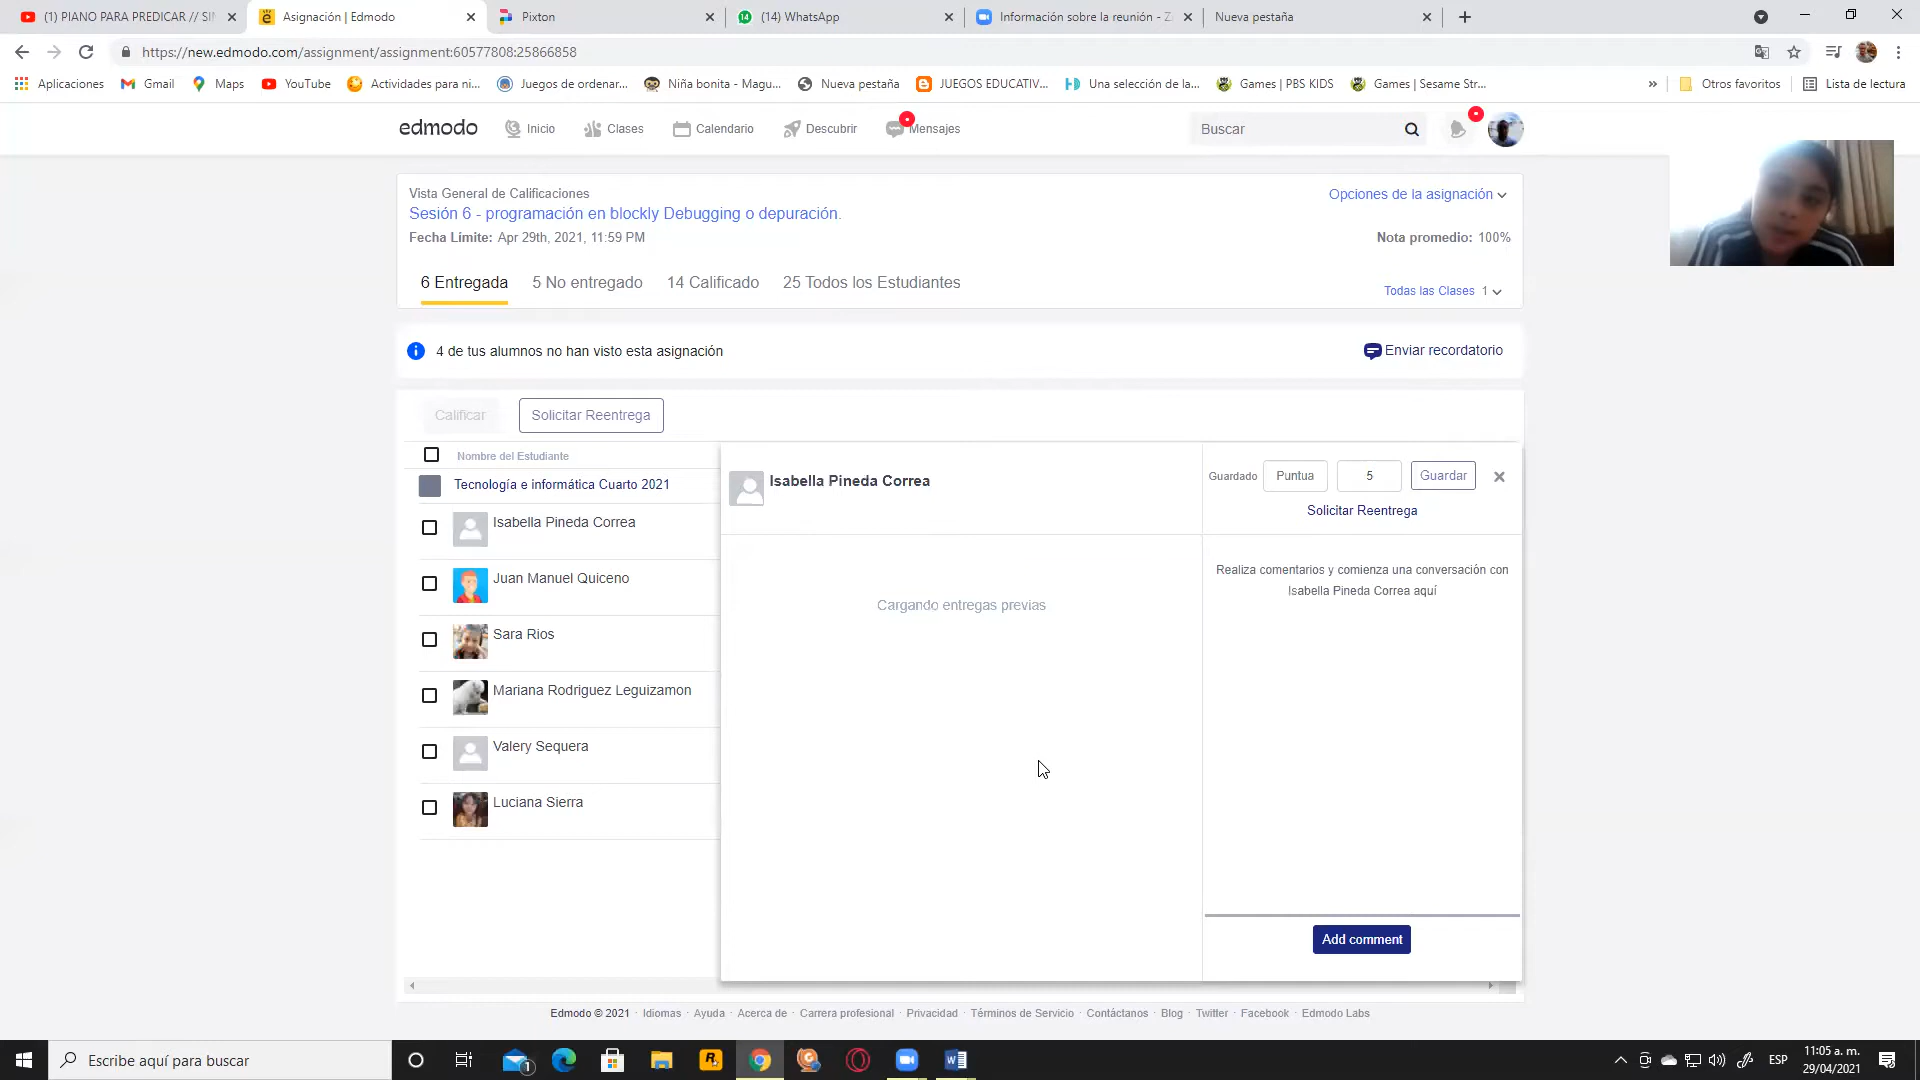 (1) PIANO PARA PREDICAR // SIN
Asignación | Edmodo
Pixton
(14) WhatsApp
Información sobre la reunión - Z
Nueva pestaña
https://new.edmodo.com/assignment/assignment:60577808:25866858
Aplicaciones
Gmail
Maps
YouTube
Actividades para ni...
Juegos de ordenar...
Niña bonita - Magu...
Nueva pestaña
JUEGOS EDUCATIV...
Una selección de la...
Games | PBS KIDS
Games | Sesame Str...
»
Otros favoritos
Lista de lectura
edmodo
Inicio
Clases
Calendario
Descubrir
Mensajes
Buscar
Vista General de Calificaciones
Opciones de la asignación
Sesión 6 - programación en blockly Debugging o depuración.
Fecha Limite: Apr 29th, 2021, 11:59 PM
Nota promedio: 100%
6 Entregada
5 No entregado
14 Calificado
25 Todos los Estudiantes
Todas las Clases 1
4 de tus alumnos no han visto esta asignación
Enviar recordatorio
Calificar
Solicitar Reentrega
Nombre del Estudiante
Tecnología e informática Cuarto 2021
Isabella Pineda Correa
Juan Manuel Quiceno
Sara Rios
Mariana Rodriguez Leguizamon
Valery Sequera
Luciana Sierra
Isabella Pineda Correa
Guardado
Puntua
5
Guardar
Solicitar Reentrega
Cargando entregas previas
Realiza comentarios y comienza una conversación con
Isabella Pineda Correa aquí
Add comment
Edmodo © 2021 · Idiomas · Ayuda · Acerca de · Carrera profesional · Privacidad · Términos de Servicio · Contáctanos · Blog · Twitter · Facebook · Edmodo Labs
Escribe aquí para buscar
1
ESP
11:05 a. m.
29/04/2021